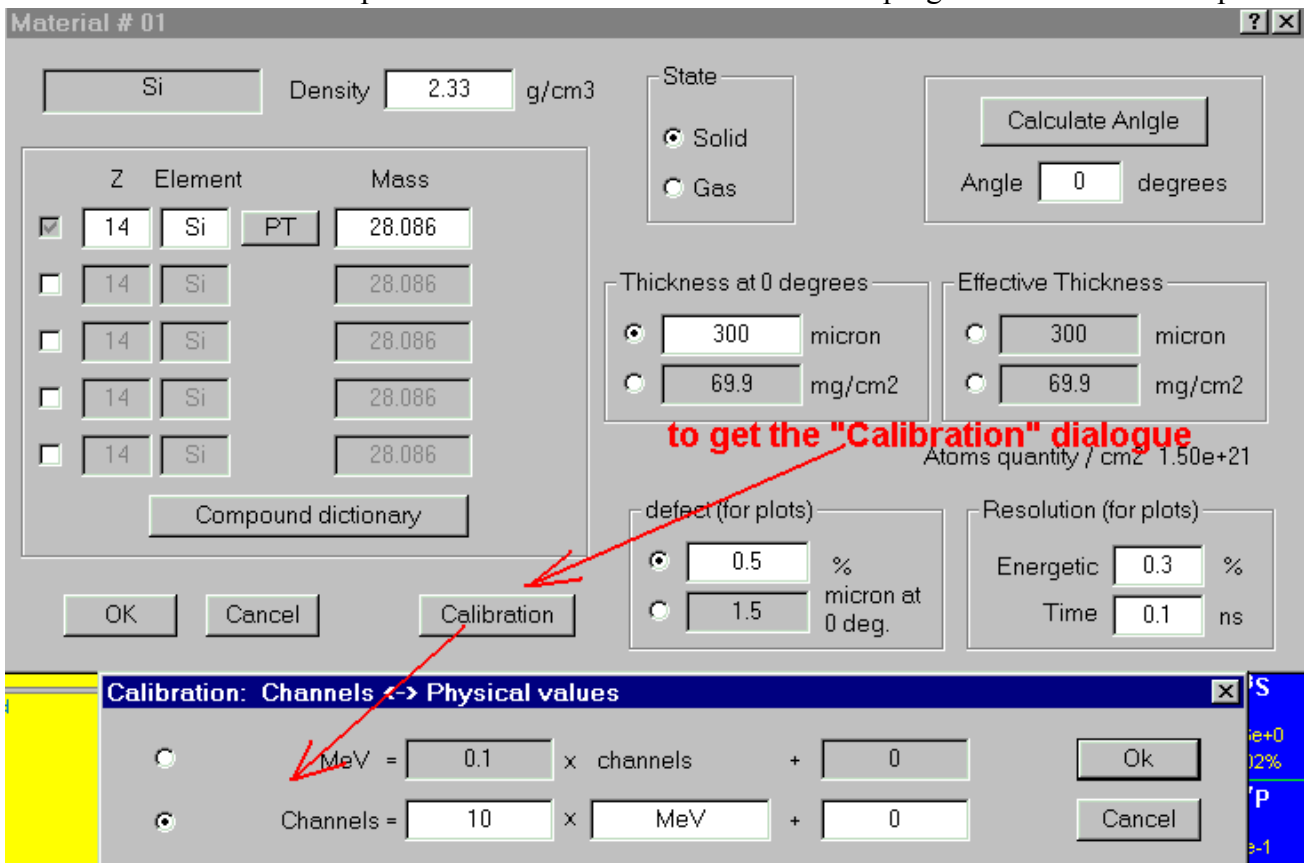 Material # 01
Si Density 2.33 g/cm3
State
Solid
Gas
Calculate Anlgle
Angle 0 degrees
Z Element Mass
14 Si PT 28.086
14 Si 28.086
14 Si 28.086
14 Si 28.086
14 Si 28.086
Compound dictionary
Thickness at 0 degrees
300 micron
69.9 mg/cm2
Effective Thickness
300 micron
69.9 mg/cm2
to get the "Calibration" dialogue
Atoms quantity / cm2 1.50e+21
defect (for plots)
0.5 %
1.5 micron at
0 deg.
Resolution (for plots)
Energetic 0.3 %
Time 0.1 ns
OK Cancel Calibration
Calibration: Channels <-> Physical values
MeV = 0.1 x channels + 0 Ok
Channels = 10 x MeV + 0 Cancel